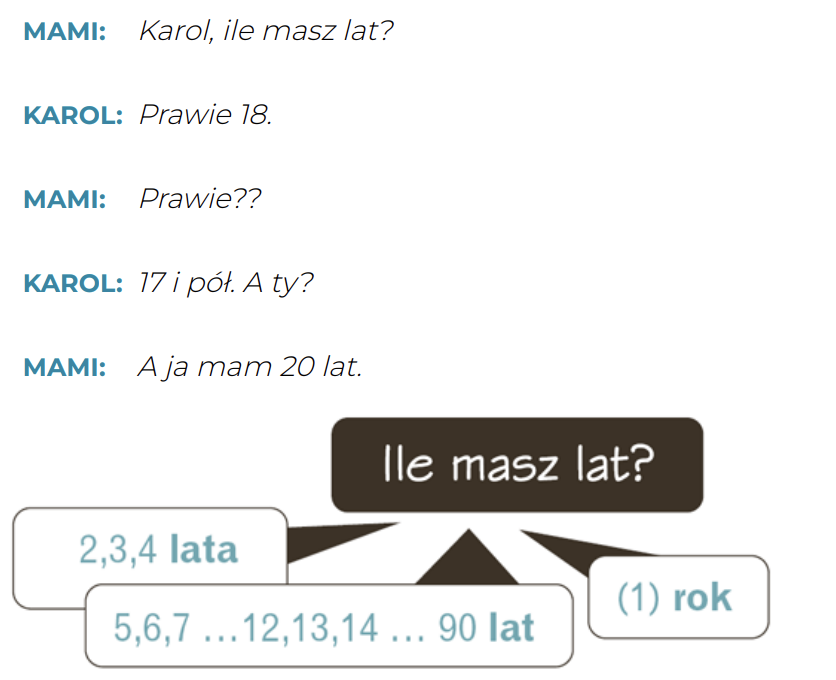 MAMI: Karol, ile masz lat?
KAROL: Prawie 18.
MAMI: Prawie??
KAROL: 17 i pół. A ty?
MAMI: A ja mam 20 lat.
Ile masz lat?
2,3,4 lata
5,6,7 ...12,13,14 ... 90 lat
(1) rok